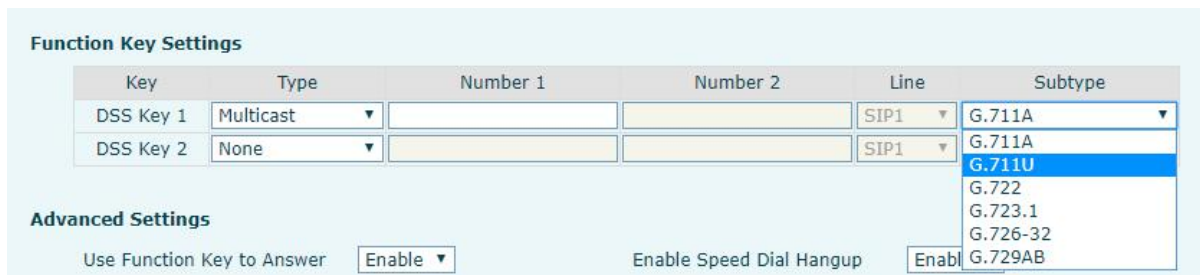 Function Key Settings
Key Type Number 1 Number 2 Line Subtype
DSS Key 1 Multicast SIP1 G.711A
DSS Key 2 None SIP1 G.711A
G.711U
G.722
G.723.1
G.726-32
G.729AB
Advanced Settings
Use Function Key to Answer Enable Enable Speed Dial Hangup Enabl